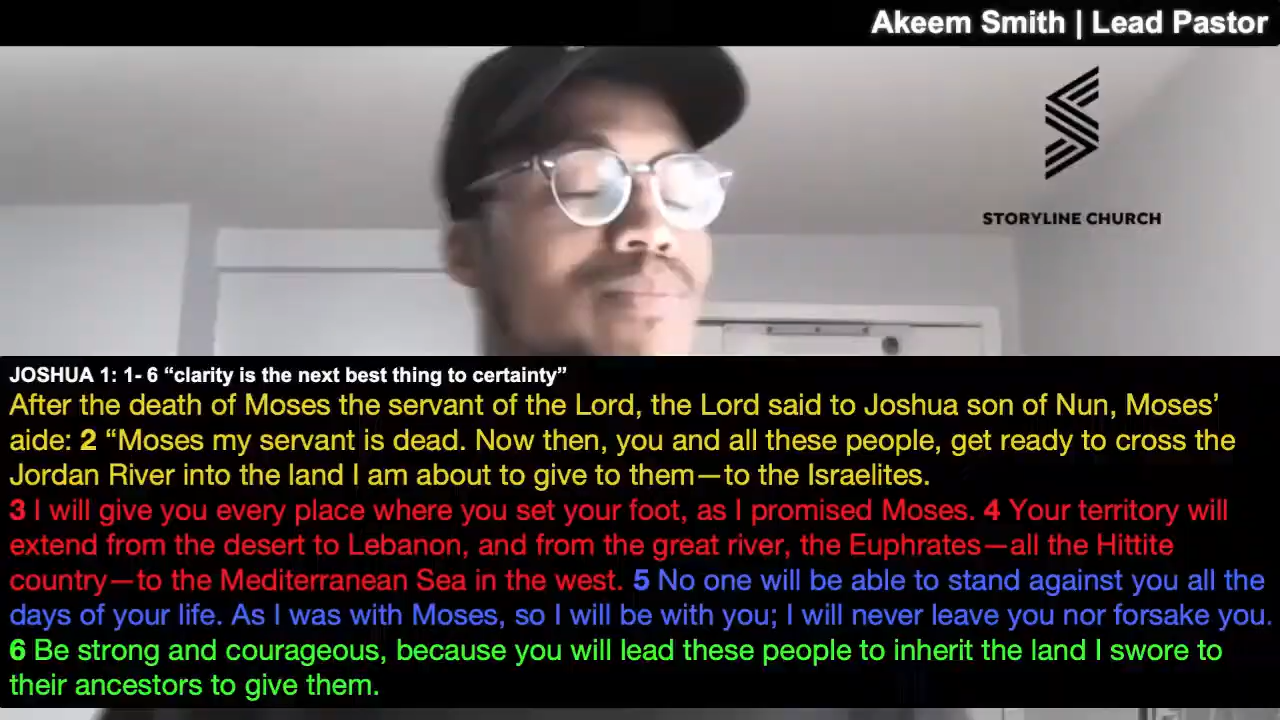 Akeem Smith | Lead Pastor
STORYLINE CHURCH
JOSHUA 1: 1- 6 “clarity is the next best thing to certainty”
After the death of Moses the servant of the Lord, the Lord said to Joshua son of Nun, Moses’
aide: 2 “Moses my servant is dead. Now then, you and all these people, get ready to cross the
Jordan River into the land I am about to give to them—to the Israelites.
3 I will give you every place where you set your foot, as I promised Moses. 4 Your territory will
extend from the desert to Lebanon, and from the great river, the Euphrates—all the Hittite
country—to the Mediterranean Sea in the west. 5 No one will be able to stand against you all the
days of your life. As I was with Moses, so I will be with you; I will never leave you nor forsake you.
6 Be strong and courageous, because you will lead these people to inherit the land I swore to
their ancestors to give them.